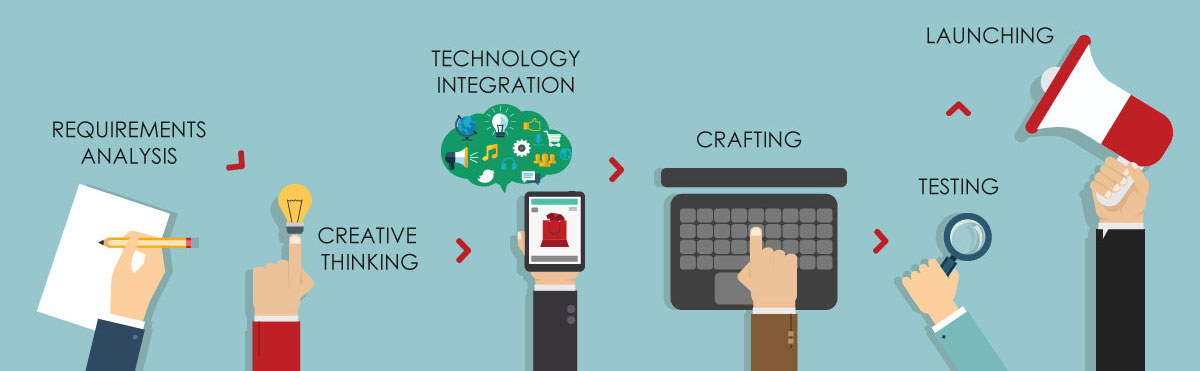 REQUIREMENTS
ANALYSIS
CREATIVE
THINKING
TECHNOLOGY
INTEGRATION
CRAFTING
TESTING
LAUNCHING